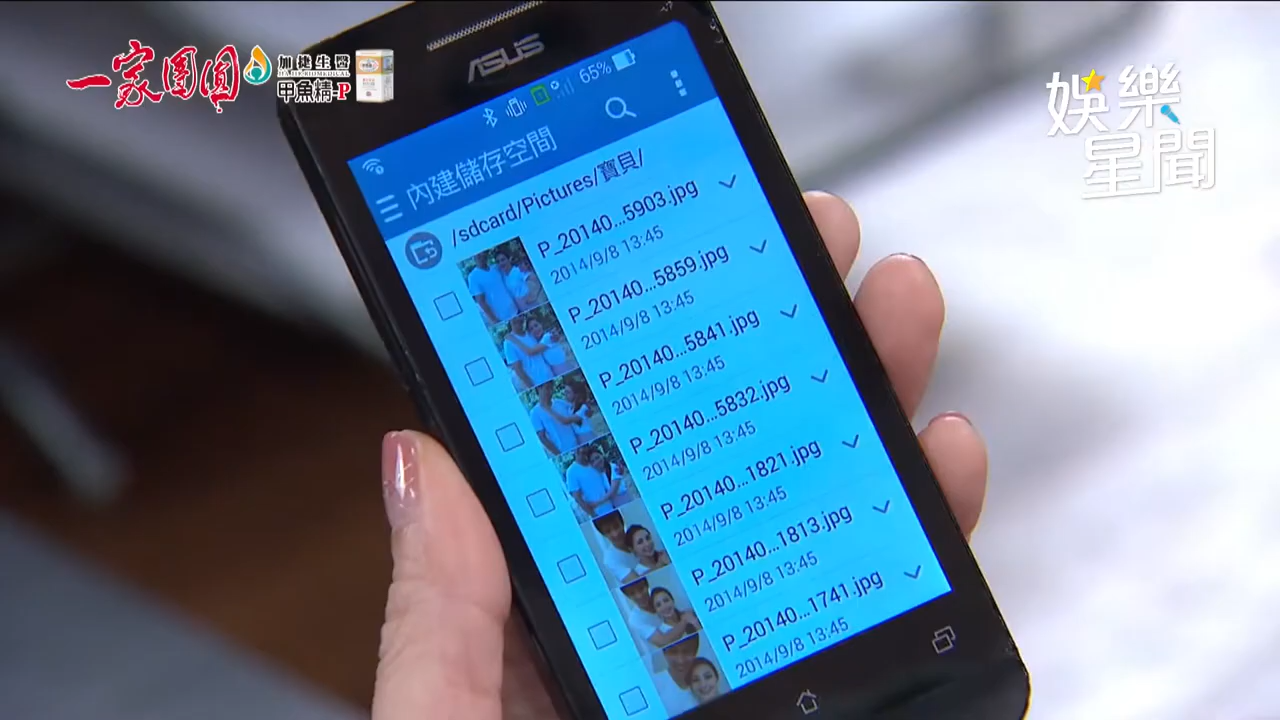 一家團圓
加捷生醫
JIAJIE BIOMEDICAL
甲魚精P
娛樂
星聞
ASUS
65%
內建儲存空間
/sdcard/Pictures/寶貝/
P_20140...5903.jpg
2014/9/8 13:45
P_20140...5859.jpg
2014/9/8 13:45
P_20140...5841.jpg
2014/9/8 13:45
P_20140...5832.jpg
2014/9/8 13:45
P_20140...1821.jpg
2014/9/8 13:45
P_20140...1813.jpg
2014/9/8 13:45
P_20140...1741.jpg
2014/9/8 13:45